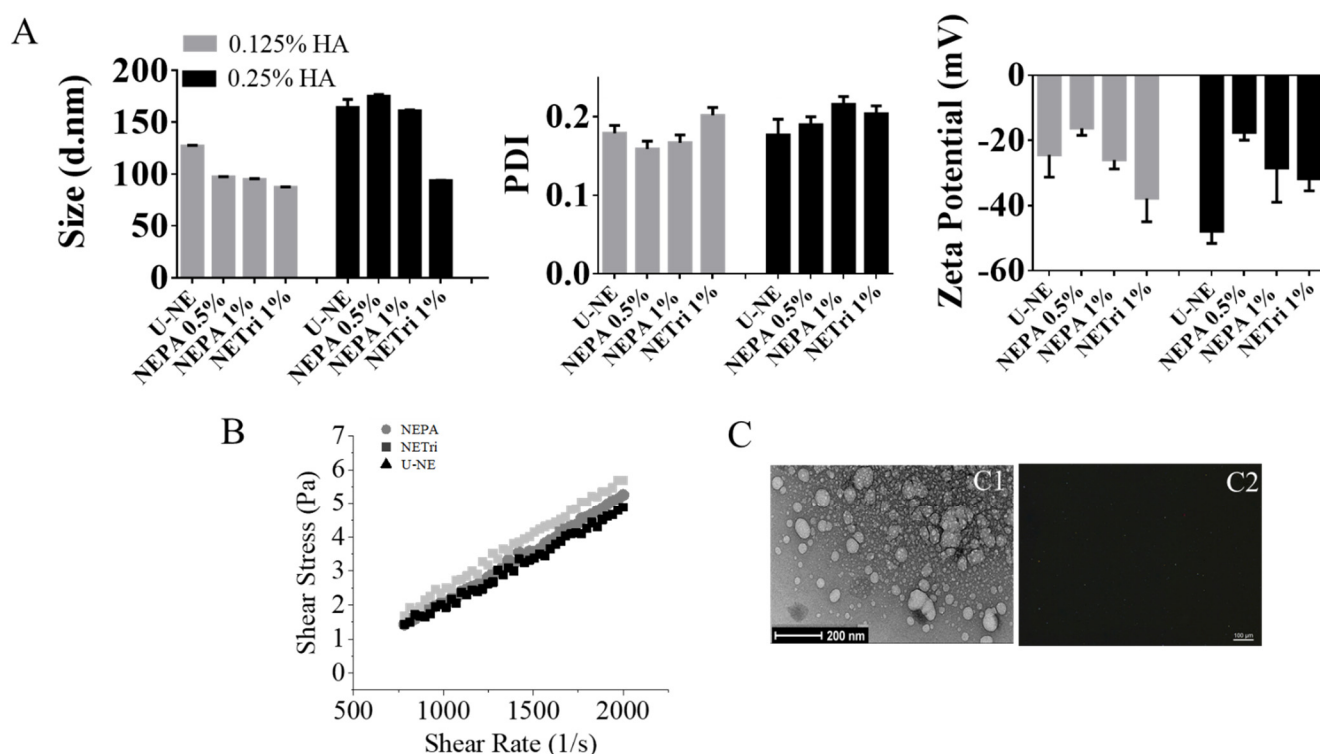 A
0.125% HA
0.25% HA
Size (d.nm)
200
150
100
50
0
U-NE
NEPA 0.5%
NEPA 1%
NETri 1%
U-NE
NEPA 0.5%
NEPA 1%
NETri 1%
PDI
0.2
0.1
0.0
U-NE
NEPA 0.5%
NEPA 1%
NETri 1%
U-NE
NEPA 0.5%
NEPA 1%
NETri 1%
Zeta Potential (mV)
0
-20
-40
-60
U-NE
NEPA 0.5%
NEPA 1%
NETri 1%
U-NE
NEPA 0.5%
NEPA 1%
NETri 1%
B
NEPA
NETri
U-NE
Shear Stress (Pa)
7
6
5
4
3
2
1
0
500
1000
1500
2000
Shear Rate (1/s)
C
C1
200 nm
C2
100 µm